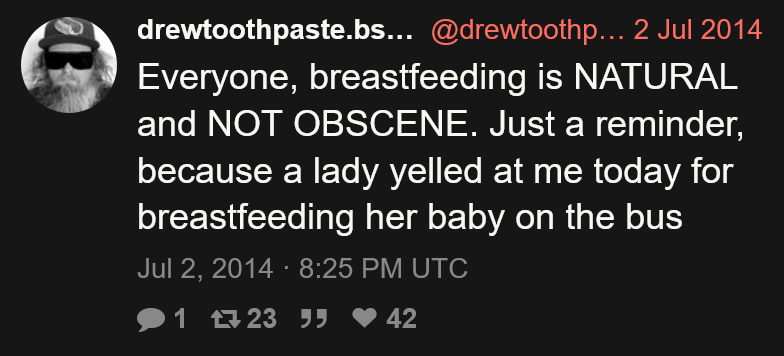 drewtoothpaste.bs... @drewtoothp... 2 Jul 2014
Everyone, breastfeeding is NATURAL
and NOT OBSCENE. Just a reminder,
because a lady yelled at me today for
breastfeeding her baby on the bus
Jul 2, 2014 · 8:25 PM UTC
1 23 42